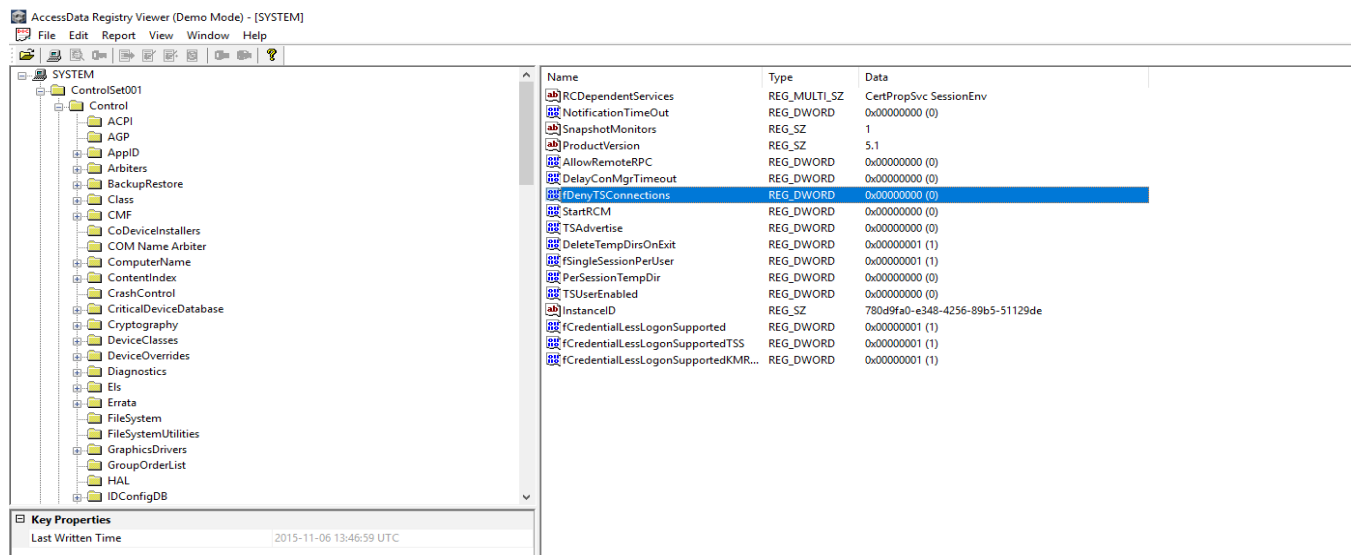 AccessData Registry Viewer (Demo Mode) - [SYSTEM]
File Edit Report View Window Help
SYSTEM
ControlSet001
Control
ACPI
AGP
AppID
Arbiters
BackupRestore
Class
CMF
CoDeviceInstallers
COM Name Arbiter
ComputerName
ContentIndex
CrashControl
CriticalDeviceDatabase
Cryptography
DeviceClasses
DeviceOverrides
Diagnostics
Els
Errata
FileSystem
FileSystemUtilities
GraphicsDrivers
GroupOrderList
HAL
IDConfigDB
Key Properties
Last Written Time 2015-11-06 13:46:59 UTC
Name Type Data
RCDependentServices REG_MULTI_SZ CertPropSvc SessionEnv
NotificationTimeOut REG_DWORD 0x00000000 (0)
SnapshotMonitors REG_SZ 1
ProductVersion REG_SZ 5.1
AllowRemoteRPC REG_DWORD 0x00000000 (0)
DelayConMgrTimeout REG_DWORD 0x00000000 (0)
fDenyTSConnections REG_DWORD 0x00000000 (0)
StartRCM REG_DWORD 0x00000000 (0)
TSAdvertise REG_DWORD 0x00000000 (0)
DeleteTempDirsOnExit REG_DWORD 0x00000001 (1)
fSingleSessionPerUser REG_DWORD 0x00000001 (1)
PerSessionTempDir REG_DWORD 0x00000000 (0)
TSUserEnabled REG_DWORD 0x00000000 (0)
InstanceID REG_SZ 780d9fa0-e348-4256-89b5-51129de
fCredentialLessLogonSupported REG_DWORD 0x00000001 (1)
fCredentialLessLogonSupportedTSS REG_DWORD 0x00000001 (1)
fCredentialLessLogonSupportedKMR... REG_DWORD 0x00000001 (1)